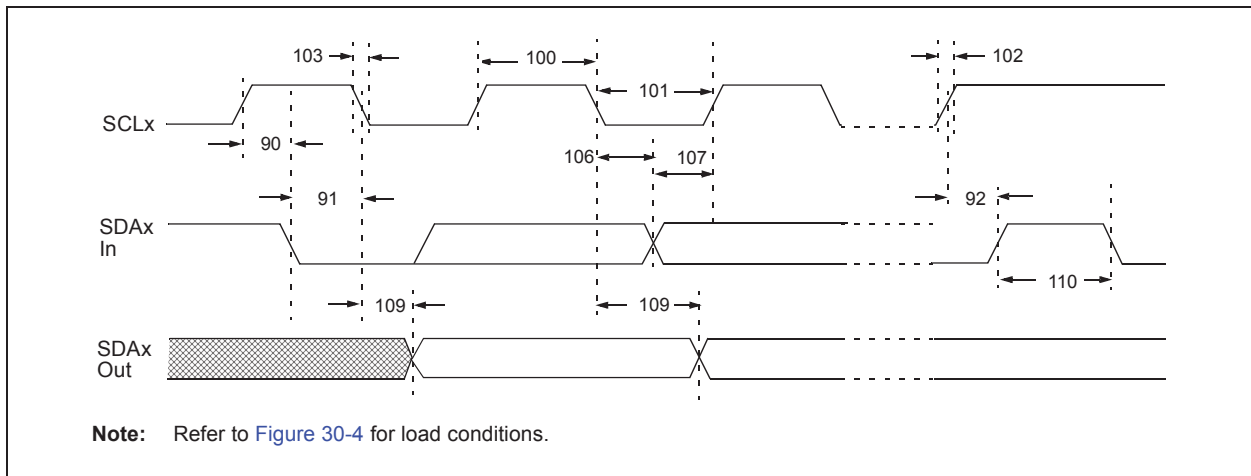 103
100
102
101
SCLx
90
106
107
91
92
SDAx
In
110
109
109
SDAx
Out
Note: Refer to Figure 30-4 for load conditions.